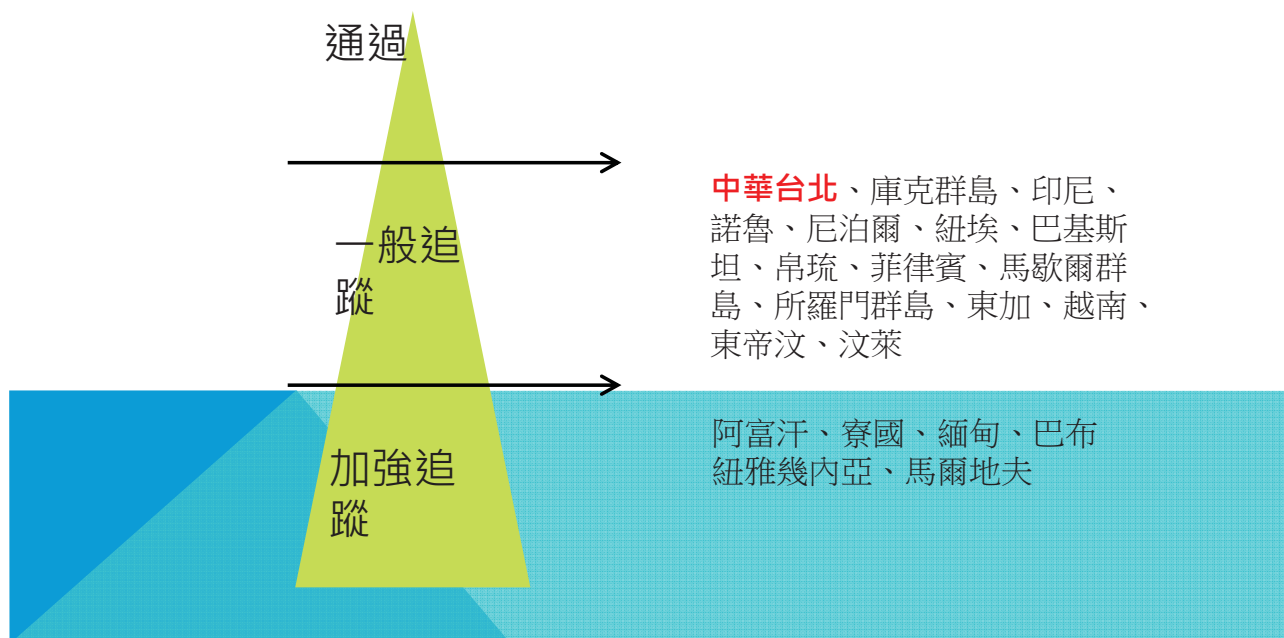 通過
一般追
蹤
中華台北、庫克群島、印尼、
諾魯、尼泊爾、紐埃、巴基斯
坦、帛琉、菲律賓、馬歇爾群
島、所羅門群島、東加、越南、
東帝汶、汶萊
加強追
蹤
阿富汗、寮國、緬甸、巴布
紐雅幾內亞、馬爾地夫